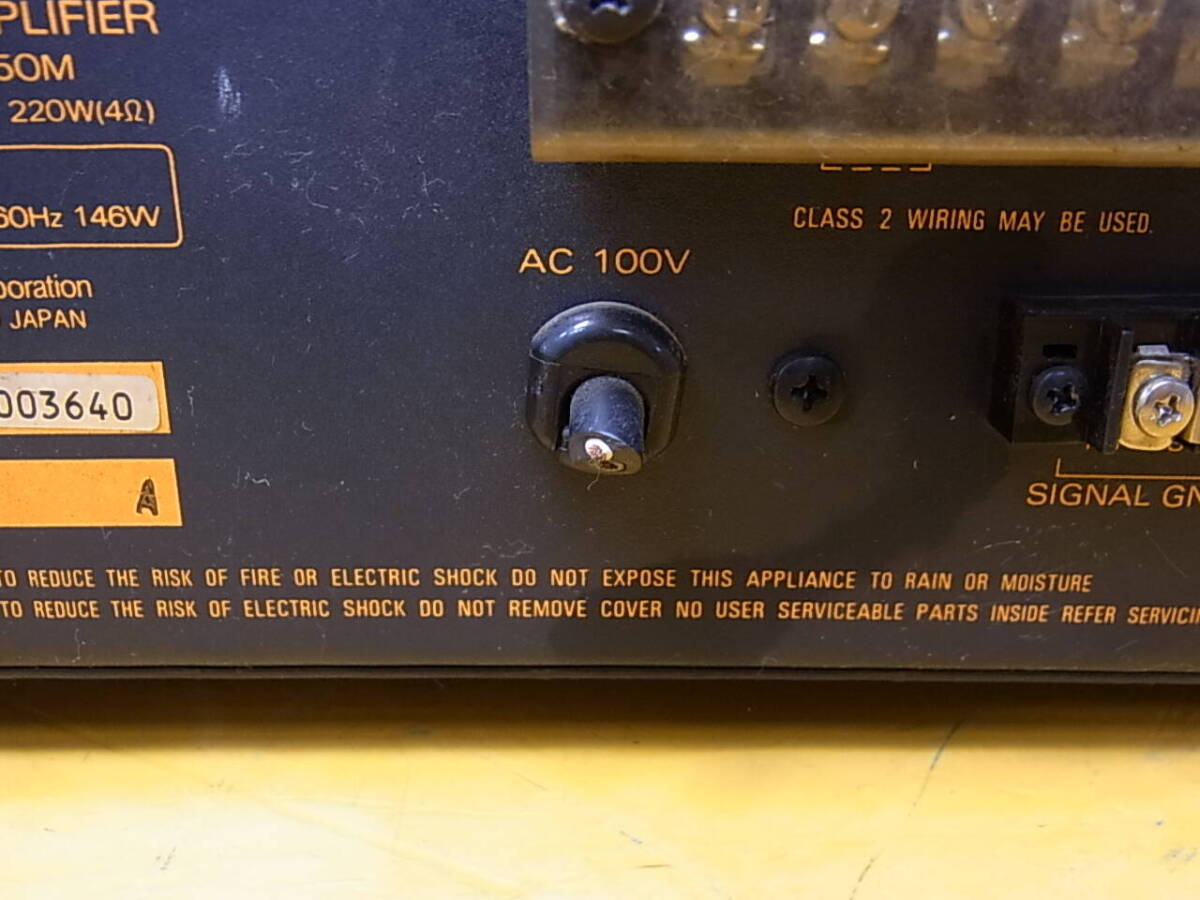 PLIFIER
50M
220W(4Ω)
60Hz 146W
poration
JAPAN
003640
A
AC 100V
CLASS 2 WIRING MAY BE USED.
SIGNAL GN
TO REDUCE THE RISK OF FIRE OR ELECTRIC SHOCK DO NOT EXPOSE THIS APPLIANCE TO RAIN OR MOISTURE
TO REDUCE THE RISK OF ELECTRIC SHOCK DO NOT REMOVE COVER NO USER SERVICEABLE PARTS INSIDE REFER SERVICIN